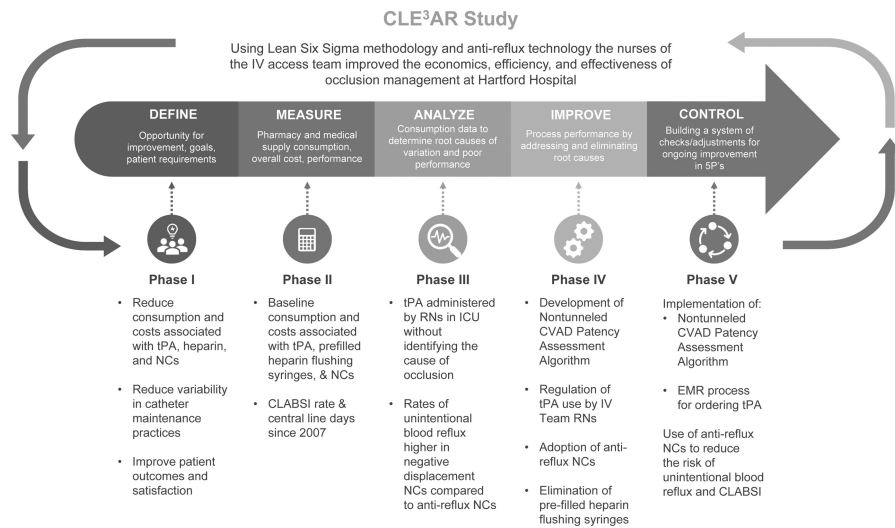 CLE³AR Study
Using Lean Six Sigma methodology and anti-reflux technology the nurses of
the IV access team improved the economics, efficiency, and effectiveness of
occlusion management at Hartford Hospital
DEFINE
Opportunity for
improvement, goals,
patient requirements
MEASURE
Pharmacy and medical
supply consumption,
overall cost, performance
ANALYZE
Consumption data to
determine root causes of
variation and poor
performance
IMPROVE
Process performance by
addressing and eliminating
root causes
CONTROL
Building a system of
checks/adjustments for
ongoing improvement
in 5P's
Phase I
• Reduce
consumption and
costs associated
with tPA, heparin,
and NCs
• Reduce variability
in catheter
maintenance
practices
• Improve patient
outcomes and
satisfaction
Phase II
• Baseline
consumption and
costs associated
with tPA, prefilled
heparin flushing
syringes, & NCs
• CLABSI rate &
central line days
since 2007
Phase III
• tPA administered
by RNs in ICU
without
identifying the
cause of
occlusion
• Rates of
unintentional
blood reflux
higher in
negative
displacement
NCs compared
to anti-reflux NCs
Phase IV
• Development of
Nontunneled
CVAD Patency
Assessment
Algorithm
• Regulation of
tPA use by IV
Team RNs
• Adoption of anti-
reflux NCs
• Elimination of
pre-filled heparin
flushing syringes
Phase V
Implementation of:
• Nontunneled
CVAD Patency
Assessment
Algorithm
• EMR process
for ordering tPA
Use of anti-reflux
NCs to reduce
the risk of
unintentional blood
reflux and CLABSI